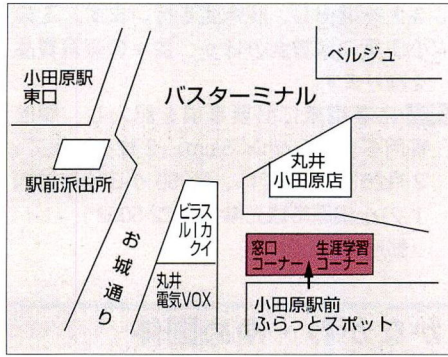 ベルジュ
小田原駅
東口
バスターミナル
丸井
小田原店
駅前派出所
スカイ
ラーク
ビル
お城通り
窓口
コーナー
生涯学習
コーナー
丸井
電気VOX
小田原駅前
ふらっとスポット